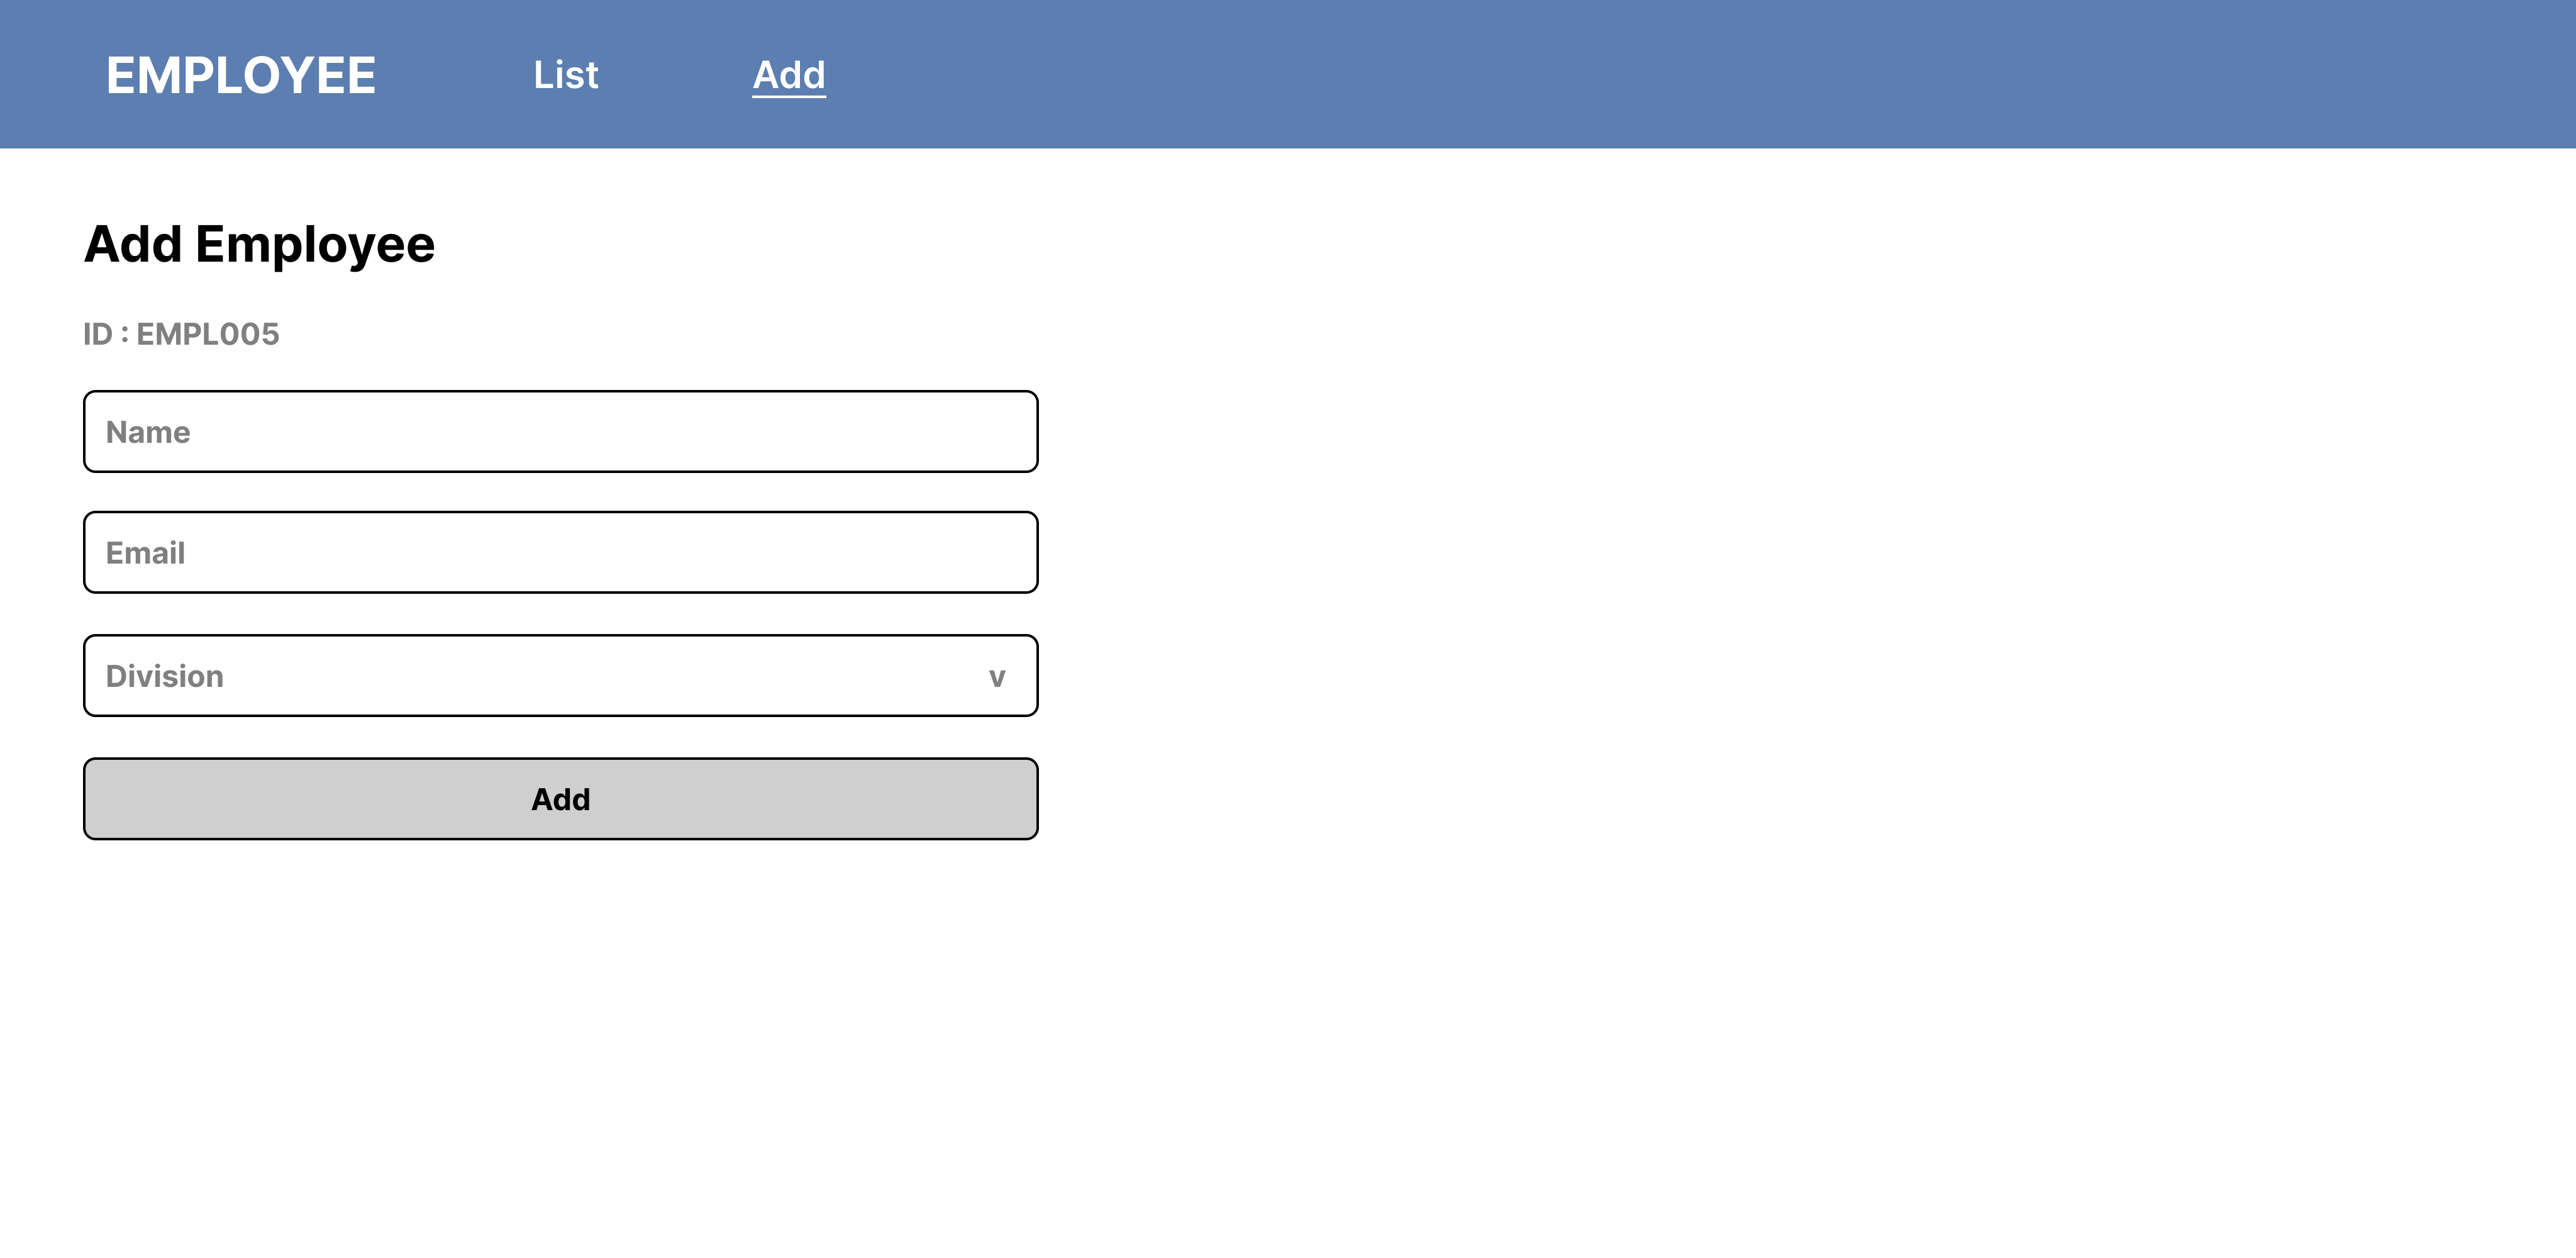 EMPLOYEE List Add
Add Employee
ID : EMPL005
Name
Email
Division v
Add